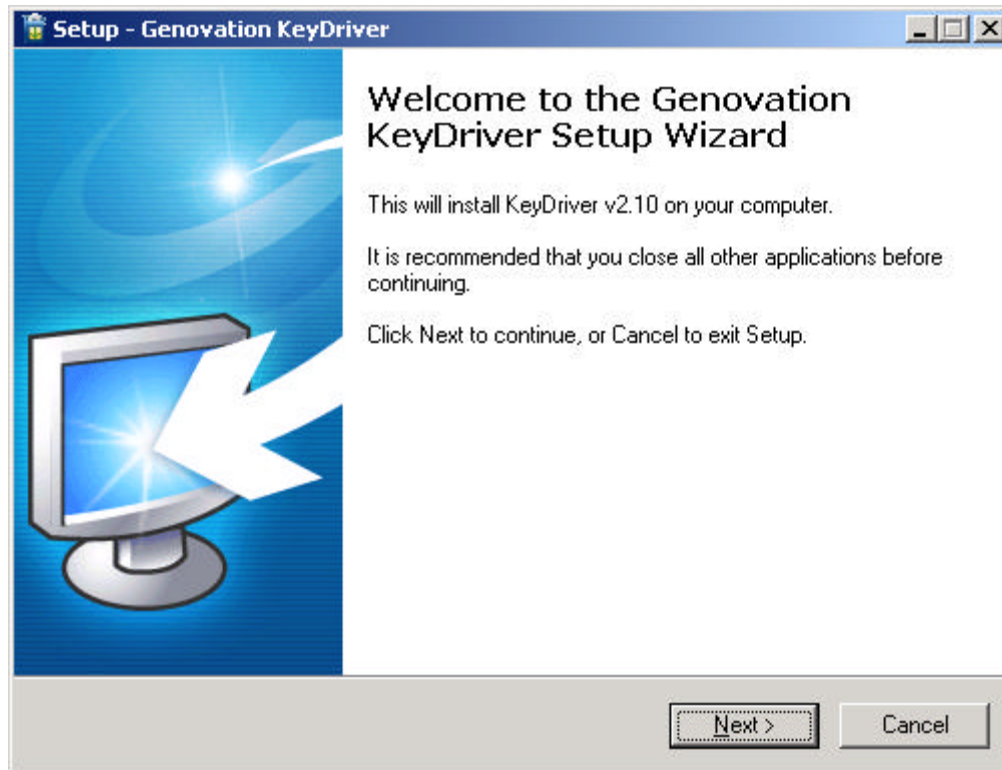 Setup - Genovation KeyDriver
Welcome to the Genovation
KeyDriver Setup Wizard
This will install KeyDriver v2.10 on your computer.
It is recommended that you close all other applications before
continuing.
Click Next to continue, or Cancel to exit Setup.
Next > Cancel